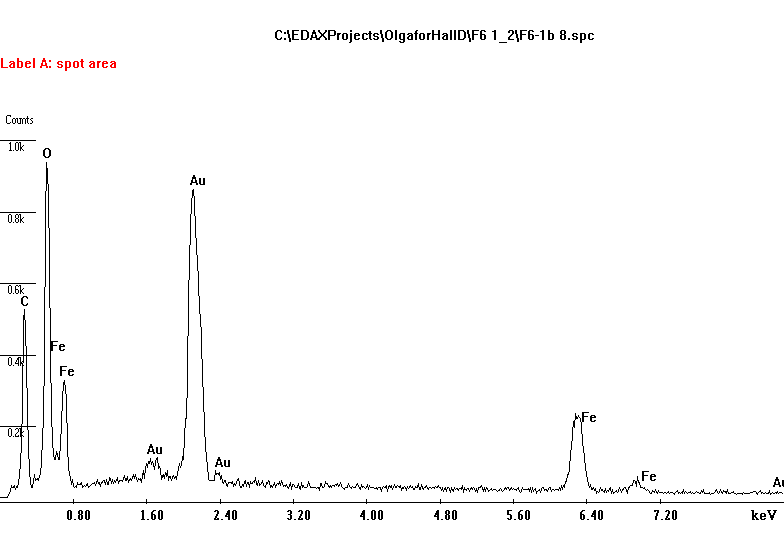 C:\EDAXProjects\OlgaforHallD\F6 1_2\F6-1b 8.spc
Label A: spot area
Counts
1.0k
O
Au
0.8k
0.6k
C
Fe
0.4k
Fe
Fe
0.2k
Au
Au
Fe
Au
0.80 1.60 2.40 3.20 4.00 4.80 5.60 6.40 7.20 keV